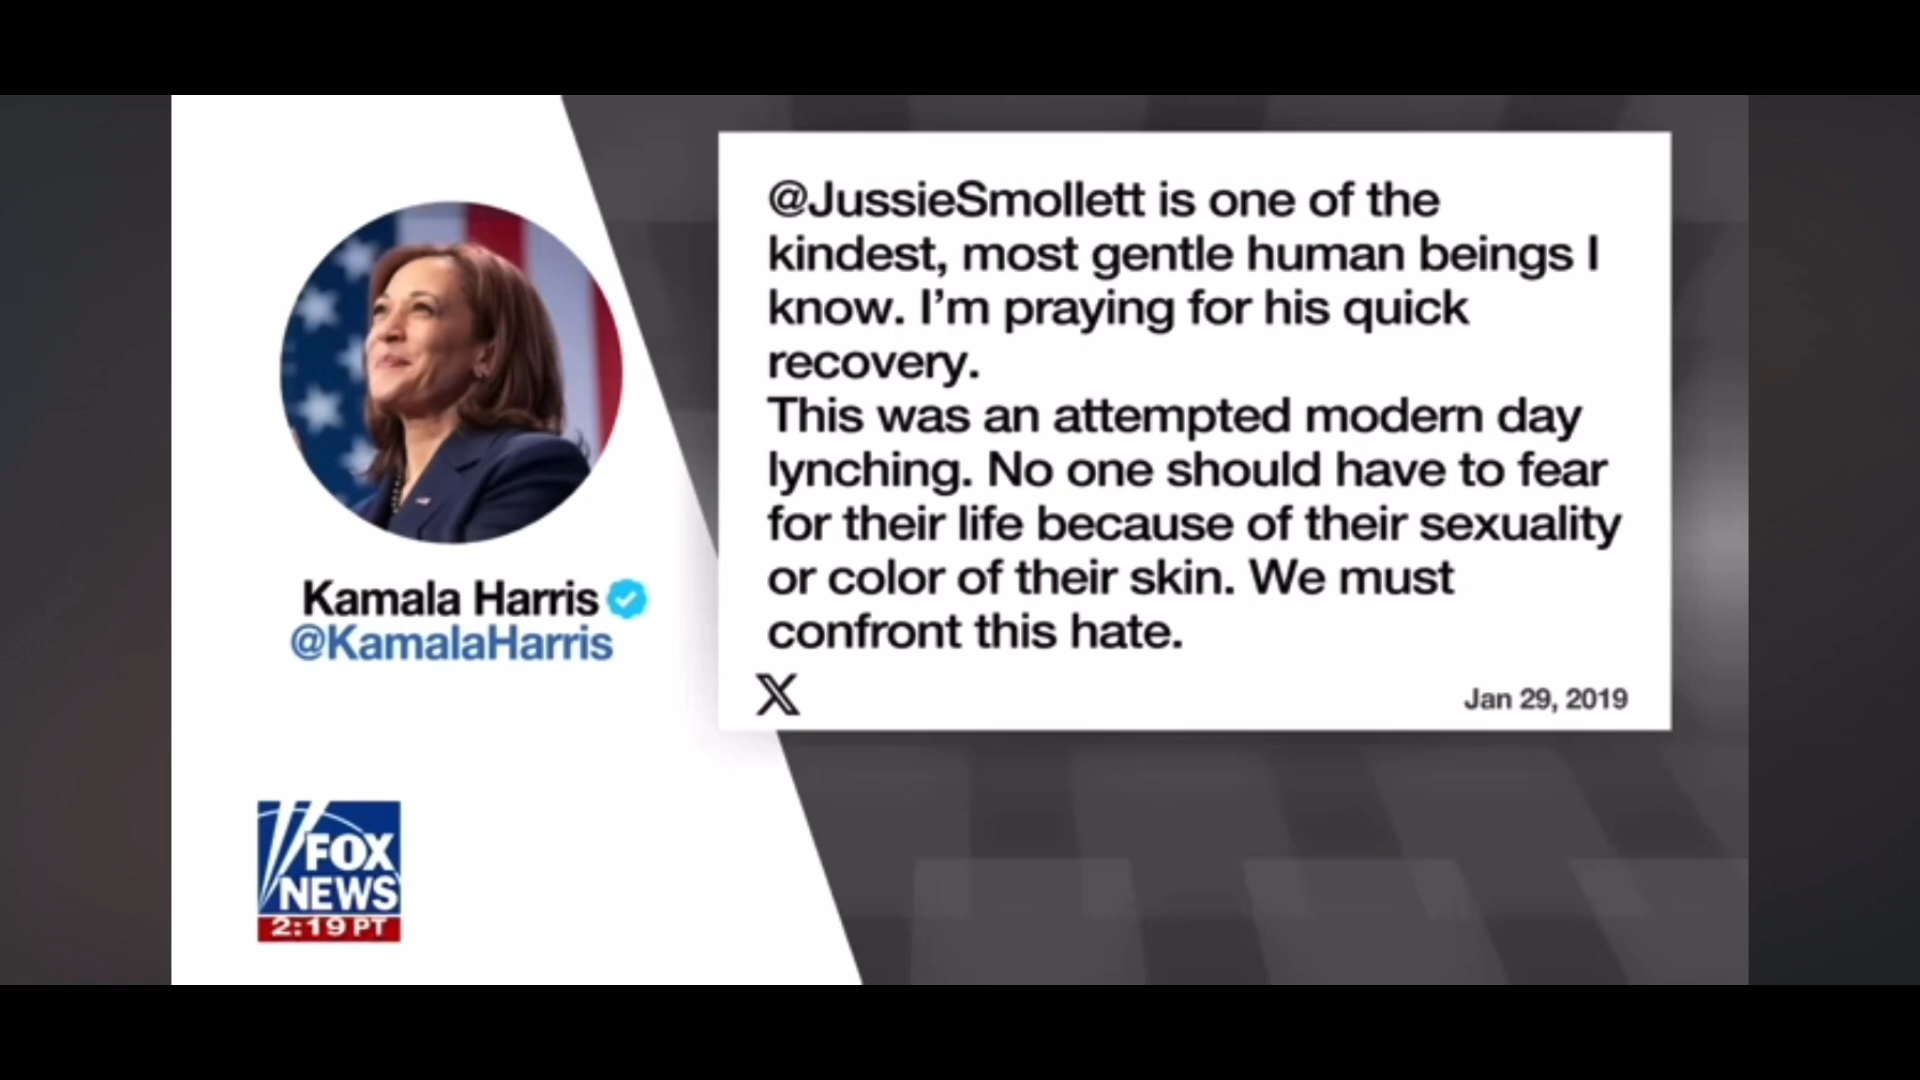 @JussieSmollett is one of the
kindest, most gentle human beings I
know. I'm praying for his quick
recovery.
This was an attempted modern day
lynching. No one should have to fear
for their life because of their sexuality
or color of their skin. We must
confront this hate.
X
Jan 29, 2019
Kamala Harris
@KamalaHarris
FOX
NEWS
2:19 PT